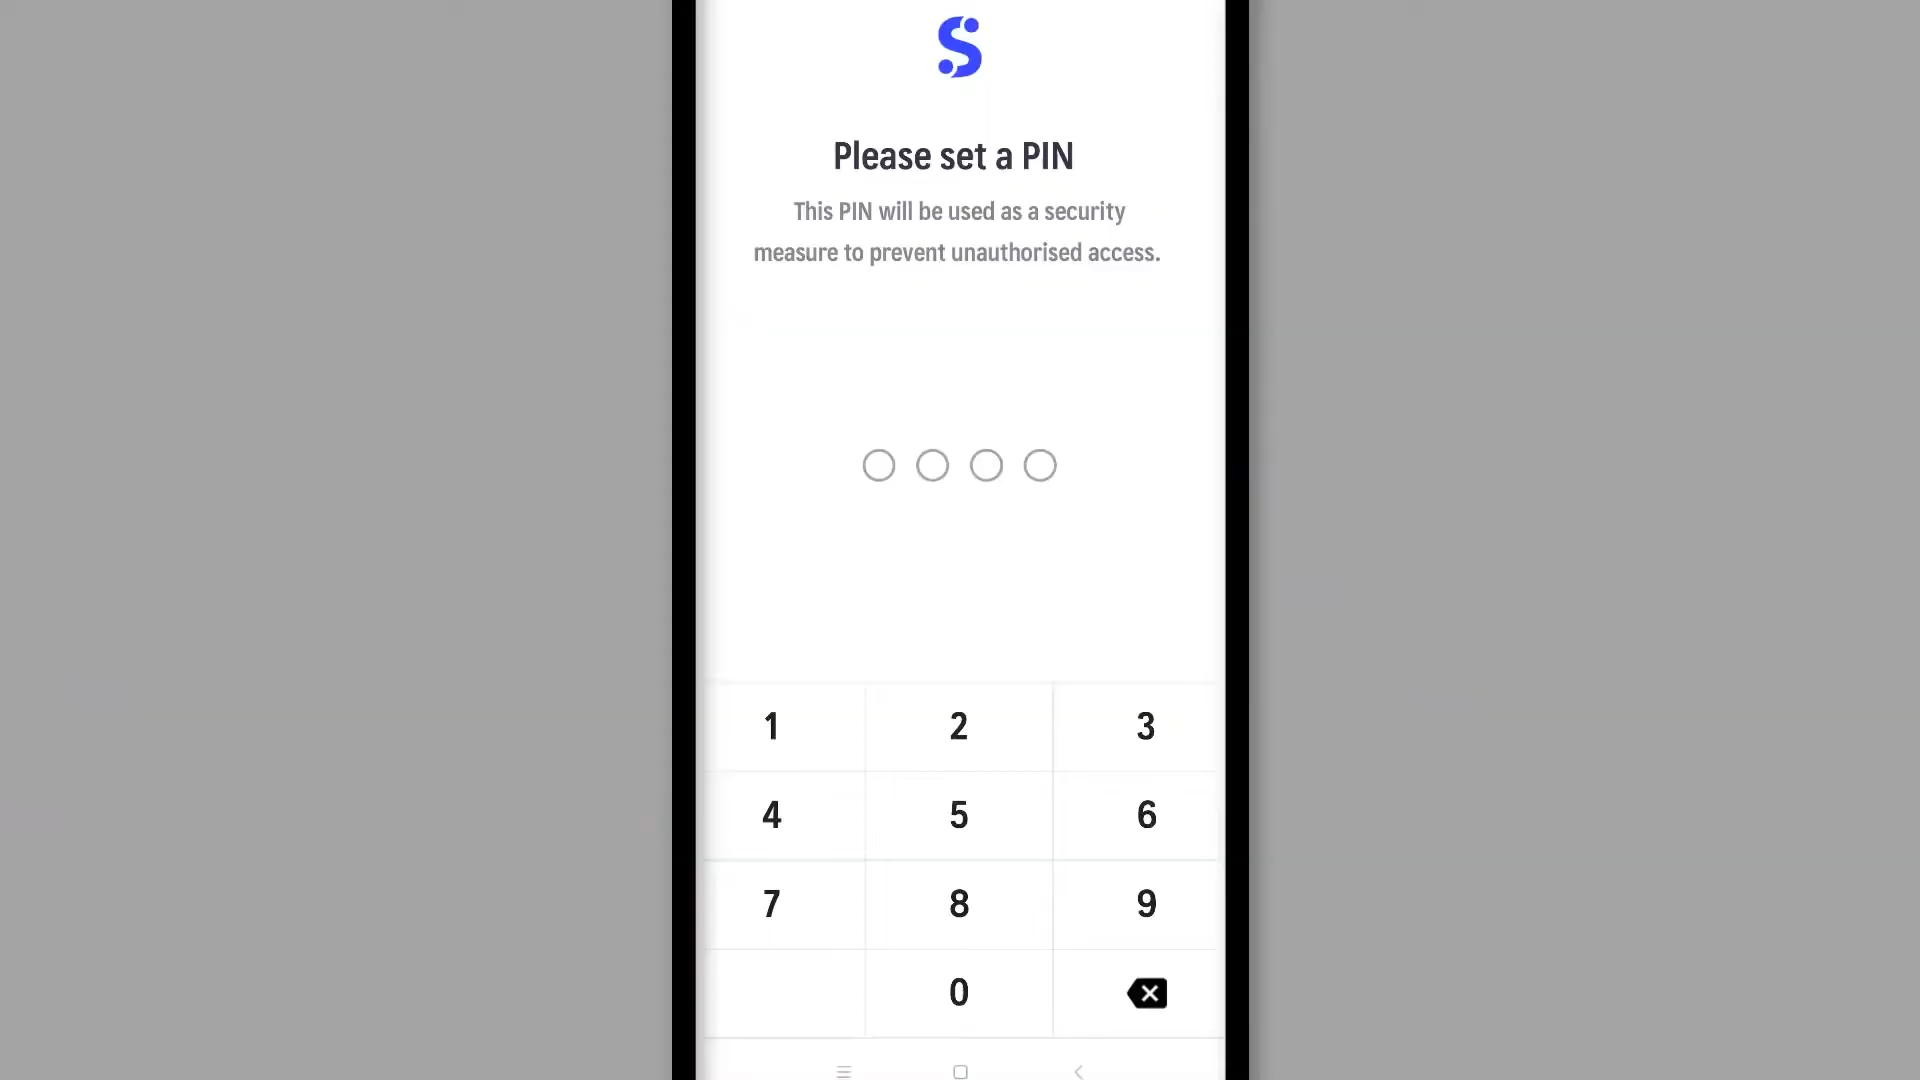 S
Please set a PIN
This PIN will be used as a security
measure to prevent unauthorised access.
1 2 3
4 5 6
7 8 9
0